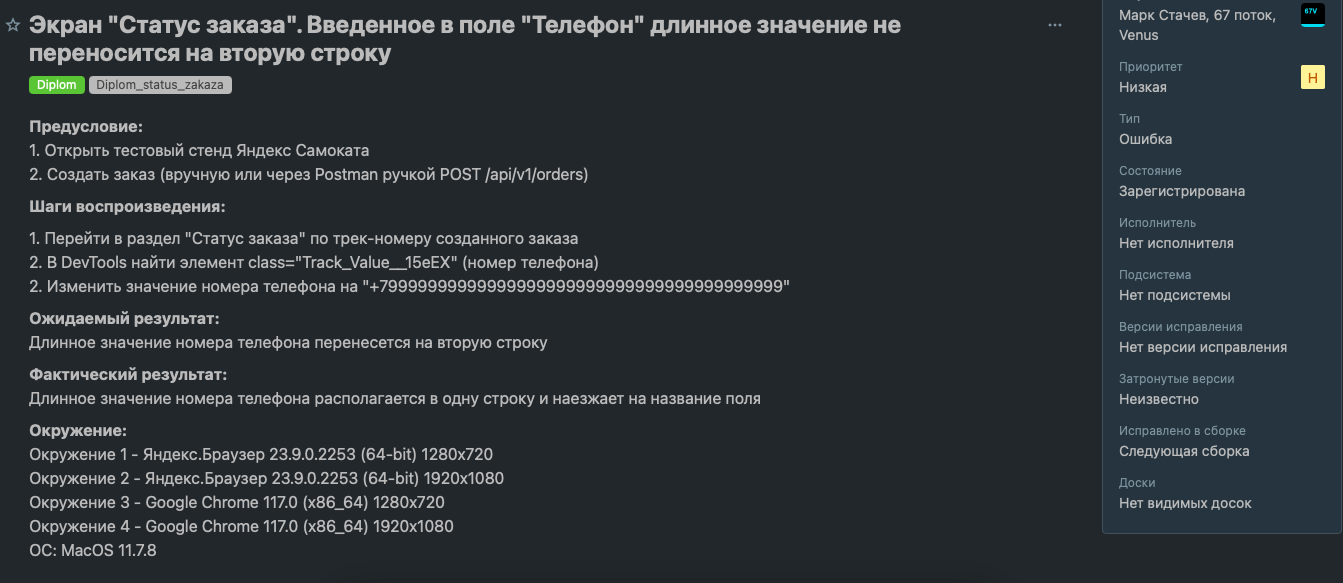 Экран "Статус заказа". Введенное в поле "Телефон" длинное значение не
переносится на вторую строку
Diplom Diplom_status_zakaza
Предусловие:
1. Открыть тестовый стенд Яндекс Самоката
2. Создать заказ (вручную или через Postman ручкой POST /api/v1/orders)
Шаги воспроизведения:
1. Перейти в раздел "Статус заказа" по трек-номеру созданного заказа
2. В DevTools найти элемент class="Track_Value__15eEX" (номер телефона)
2. Изменить значение номера телефона на "+79999999999999999999999999999999999999999"
Ожидаемый результат:
Длинное значение номера телефона перенесется на вторую строку
Фактический результат:
Длинное значение номера телефона располагается в одну строку и наезжает на название поля
Окружение:
Окружение 1 - Яндекс.Браузер 23.9.0.2253 (64-bit) 1280x720
Окружение 2 - Яндекс.Браузер 23.9.0.2253 (64-bit) 1920x1080
Окружение 3 - Google Chrome 117.0 (x86_64) 1280x720
Окружение 4 - Google Chrome 117.0 (x86_64) 1920x1080
ОС: MacOS 11.7.8
Марк Стачев, 67 поток,
Venus
67V
Приоритет
Низкая
Н
Тип
Ошибка
Состояние
Зарегистрирована
Исполнитель
Нет исполнителя
Подсистема
Нет подсистемы
Версии исправления
Нет версии исправления
Затронутые версии
Неизвестно
Исправлено в сборке
Следующая сборка
Доски
Нет видимых досок